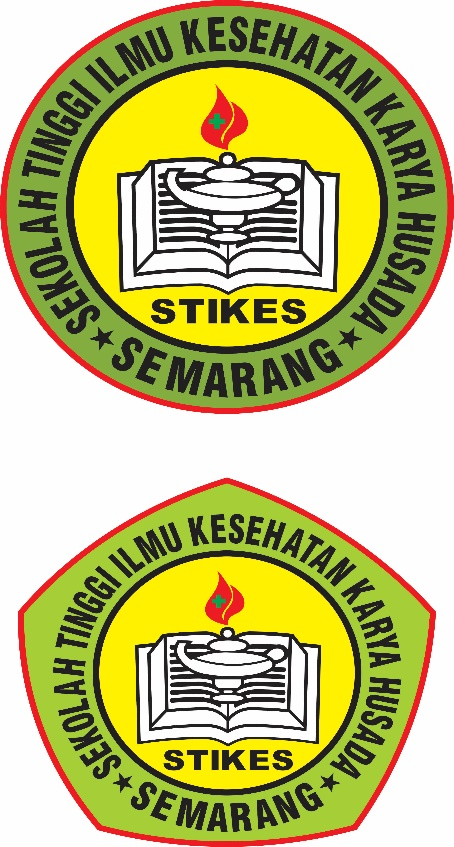 SEKOLAH TINGGI ILMU KESEHATAN KARYA HUSADA
STIKES
SEMARANG
SEKOLAH TINGGI ILMU KESEHATAN KARYA HUSADA
STIKES
SEMARANG